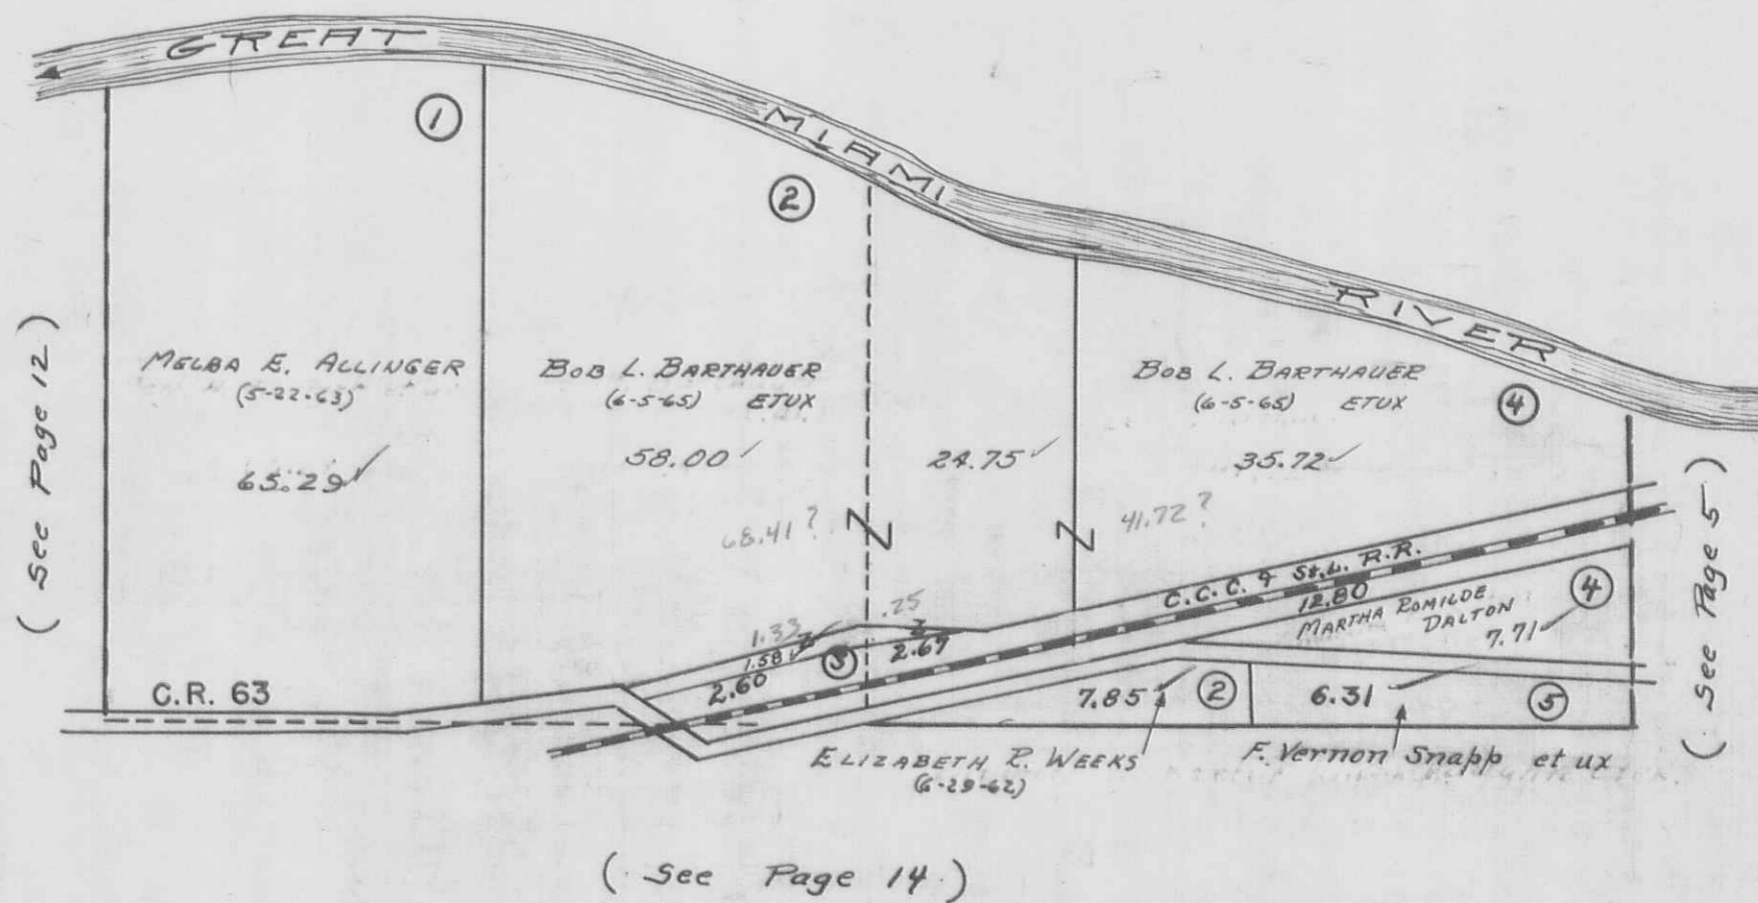 GREAT
MIAMI
RIVER
1
2
( See Page 12 )
MELBA E. ALLINGER
(5-22-63)
65.29
BOB L. BARTHAUER
(6-5-65) ETUX
58.00
24.75
BOB L. BARTHAUER
(6-5-65) ETUX
4
35.72
68.41 ?
41.72 ?
( See Page 5 )
C.C.C. & St.L. R.R.
12.80
MARTHA ROMILDE
DALTON
7.71
4
1.33
.25
1.58
3
2.67
2.60
C.R. 63
7.85
2
6.31
5
ELIZABETH R. WEEKS
(6-29-62)
F. Vernon Snapp et ux
( See Page 14 )